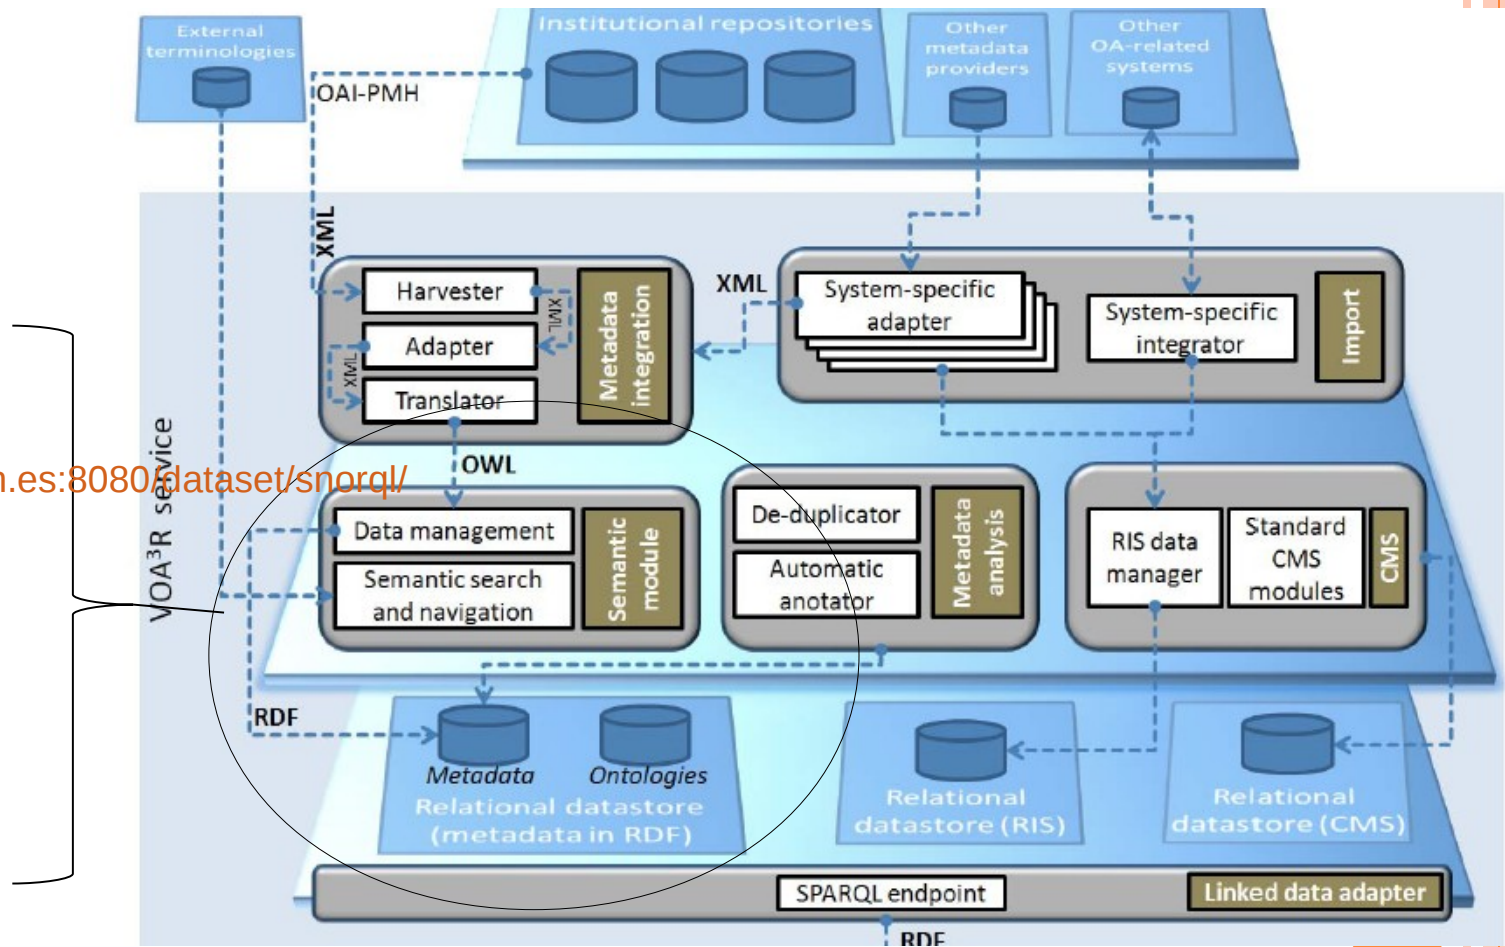 External
terminologies
OAI-PMH
Institutional repositories
Other
metadata
providers
Other
OA-related
systems
XML
Harvester
XML
Adapter
XML
Translator
Metadata
integration
XML
System-specific
adapter
System-specific
integrator
Import
OWL
n.es:8080/dataset/snorql/
VOA³R service
Data management
Semantic search
and navigation
Semantic
module
De-duplicator
Automatic
anotator
Metadata
analysis
RIS data
manager
Standard
CMS
modules
CMS
RDF
Metadata
Ontologies
Relational datastore
(metadata in RDF)
Relational
datastore (RIS)
Relational
datastore (CMS)
SPARQL endpoint
Linked data adapter
RDF